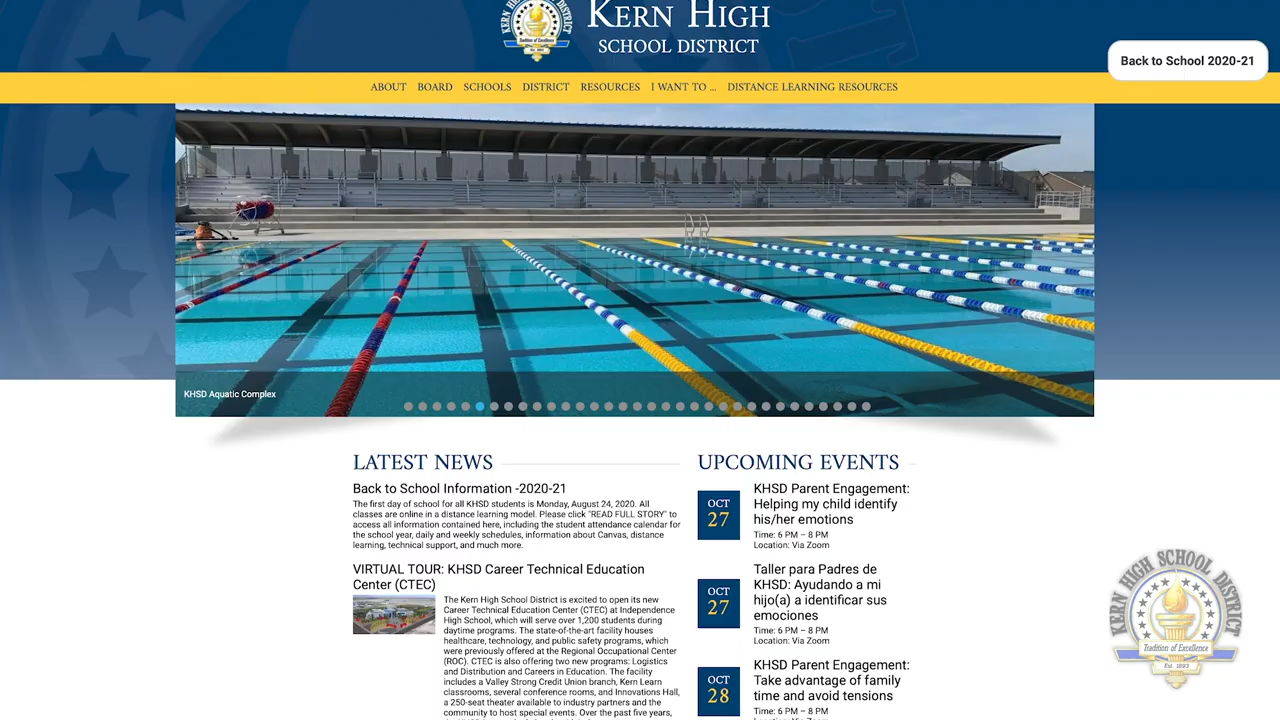 KERN HIGH SCHOOL DISTRICT
Tradition of Excellence
KERN HIGH
SCHOOL DISTRICT
Back to School 2020-21
ABOUT BOARD SCHOOLS DISTRICT RESOURCES I WANT TO ... DISTANCE LEARNING RESOURCES
KHSD Aquatic Complex
LATEST NEWS
Back to School Information -2020-21
The first day of school for all KHSD students is Monday, August 24, 2020. All
classes are online in a distance learning model. Please click "READ FULL STORY" to
access all information contained here, including the student attendance calendar for
the school year, daily and weekly schedules, information about Canvas, distance
learning, technical support, and much more.
VIRTUAL TOUR: KHSD Career Technical Education
Center (CTEC)
The Kern High School District is excited to open its new
Career Technical Education Center (CTEC) at Independence
High School, which will serve over 1,200 students during
daytime programs. The state-of-the-art facility houses
healthcare, technology, and public safety programs, which
were previously offered at the Regional Occupational Center
(ROC). CTEC is also offering two new programs: Logistics
and Distribution and Careers in Education. The facility
includes a Valley Strong Credit Union branch, Kern Learn
classrooms, several conference rooms, and Innovations Hall,
a 250-seat theater available to industry partners and the
community to host special events. Over the past five years,
UPCOMING EVENTS
OCT
27
KHSD Parent Engagement:
Helping my child identify
his/her emotions
Time: 6 PM – 8 PM
Location: Via Zoom
OCT
27
Taller para Padres de
KHSD: Ayudando a mi
hijo(a) a identificar sus
emociones
Time: 6 PM – 8 PM
Location: Via Zoom
OCT
28
KHSD Parent Engagement:
Take advantage of family
time and avoid tensions
Time: 6 PM – 8 PM
KERN HIGH SCHOOL DISTRICT
Tradition of Excellence
Est. 1893